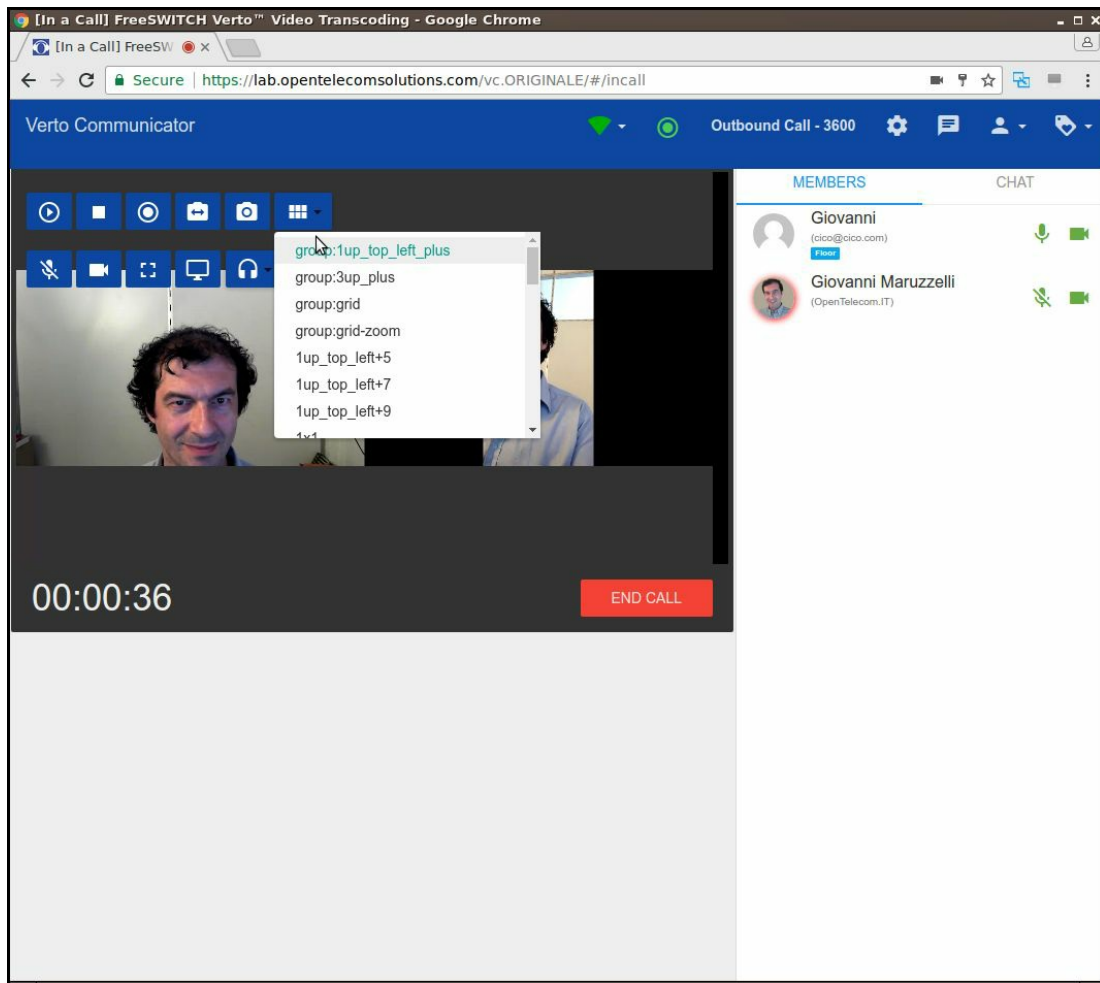 [In a Call] FreeSWITCH Verto™ Video Transcoding - Google Chrome
[In a Call] FreeSW
Secure | https://lab.opentelecomsolutions.com/vc.ORIGINALE/#/incall
Verto Communicator
Outbound Call - 3600
MEMBERS
CHAT
group:1up_top_left_plus
group:3up_plus
group:grid
group:grid-zoom
1up_top_left+5
1up_top_left+7
1up_top_left+9
1x1
Giovanni
(cico@cico.com)
Floor
Giovanni Maruzzelli
(OpenTelecom.IT)
00:00:36
END CALL